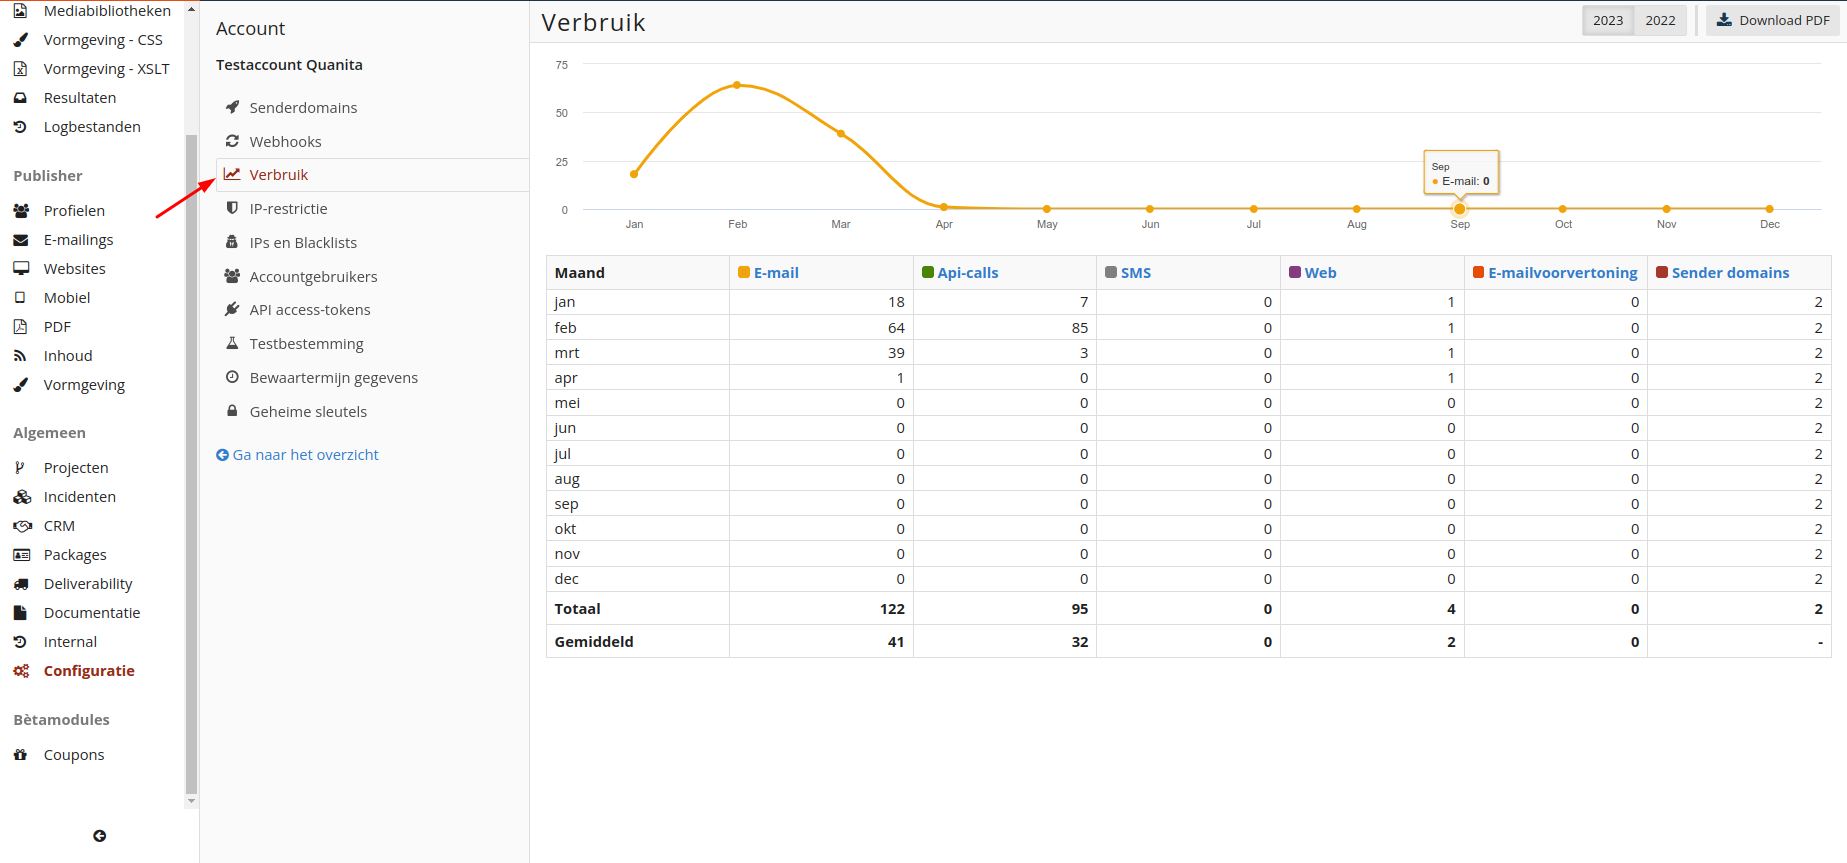 Mediabibliotheken
Vormgeving - CSS
Vormgeving - XSLT
Resultaten
Logbestanden
Publisher
Profielen
E-mailings
Websites
Mobiel
PDF
Inhoud
Vormgeving
Algemeen
Projecten
Incidenten
CRM
Packages
Deliverability
Documentatie
Internal
Configuratie
Bètamodules
Coupons
Account
Testaccount Quanita
Senderdomains
Webhooks
Verbruik
IP-restrictie
IPs en Blacklists
Accountgebruikers
API access-tokens
Testbestemming
Bewaartermijn gegevens
Geheime sleutels
Ga naar het overzicht
Verbruik
2023 2022 Download PDF
75
50
25
0
Sep
E-mail: 0
Jan Feb Mar Apr May Jun Jul Aug Sep Oct Nov Dec
Maand E-mail Api-calls SMS Web E-mailvoorvertoning Sender domains
jan 18 7 0 1 0 2
feb 64 85 0 1 0 2
mrt 39 3 0 1 0 2
apr 1 0 0 1 0 2
mei 0 0 0 0 0 2
jun 0 0 0 0 0 2
jul 0 0 0 0 0 2
aug 0 0 0 0 0 2
sep 0 0 0 0 0 2
okt 0 0 0 0 0 2
nov 0 0 0 0 0 2
dec 0 0 0 0 0 2
Totaal 122 95 0 4 0 2
Gemiddeld 41 32 0 2 0 -